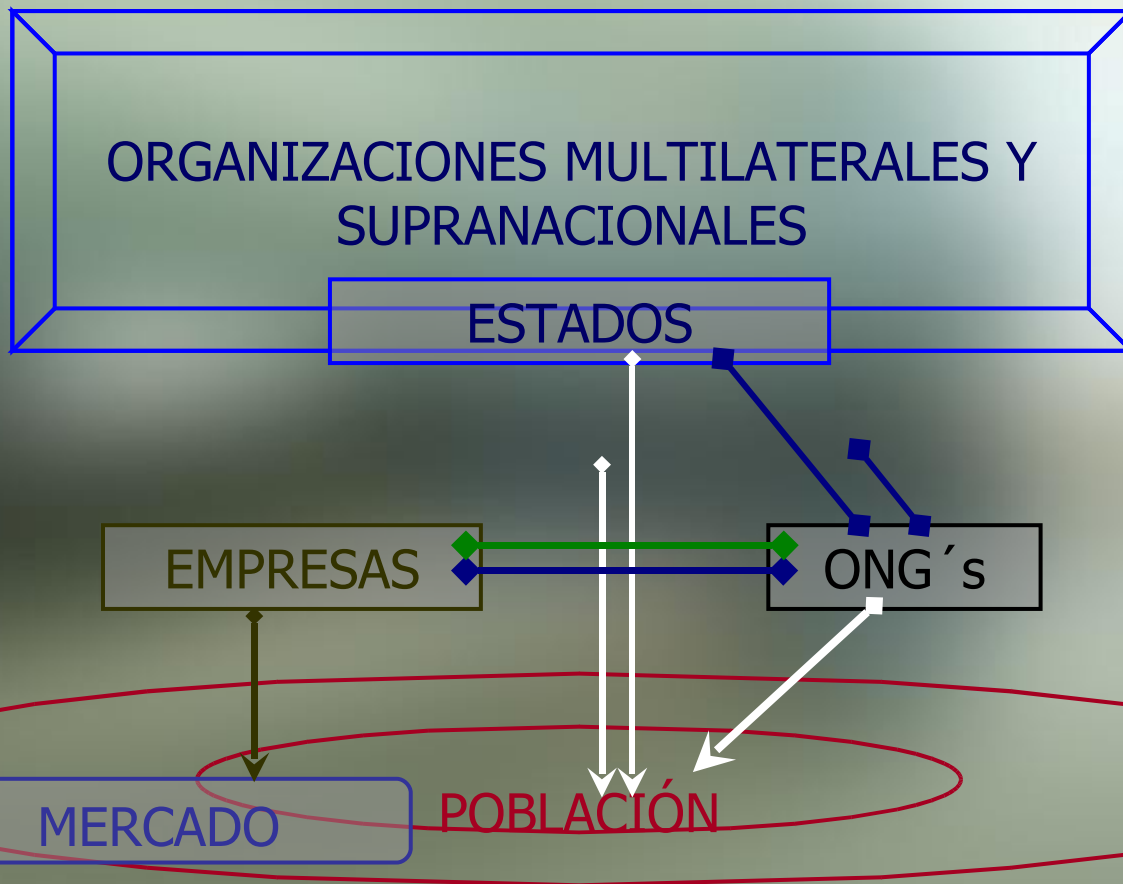 ORGANIZACIONES MULTILATERALES Y
SUPRANACIONALES
ESTADOS
EMPRESAS
ONG´s
MERCADO
POBLACIÓN